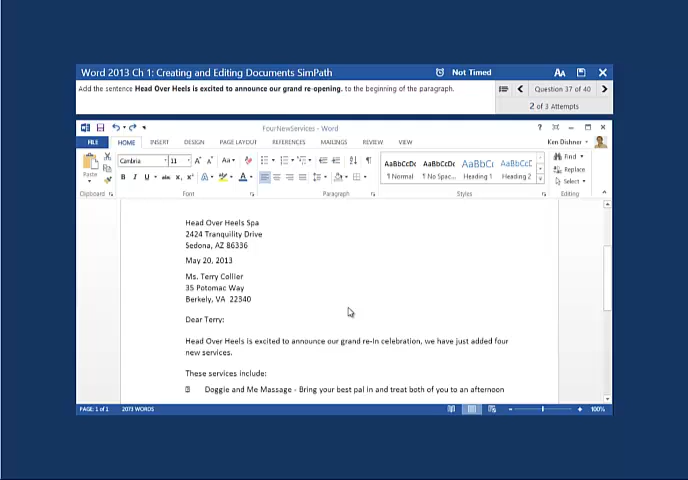 Word 2013 Ch 1: Creating and Editing Documents SimPath
Not Timed
Add the sentence Head Over Heels is excited to announce our grand re-opening. to the beginning of the paragraph.
Question 37 of 40
2 of 3 Attempts
FourNewServices - Word
FILE HOME INSERT DESIGN PAGE LAYOUT REFERENCES MAILINGS REVIEW VIEW
Ken Dishner
Cambria 11
Paste
AaBbCcDc AaBbCcDc AaBbCc AaBbCcDc
¶ Normal ¶ No Spac... Heading 1 Heading 2
Find
Replace
Select
Clipboard Font Paragraph Styles Editing
Head Over Heels Spa
2424 Tranquility Drive
Sedona, AZ 86336
May 20, 2013
Ms. Terry Collier
35 Potomac Way
Berkely, VA 22340
Dear Terry:
Head Over Heels is excited to announce our grand re-In celebration, we have just added four
new services.
These services include:
Doggie and Me Massage - Bring your best pal in and treat both of you to an afternoon
PAGE: 1 of 1 2073 WORDS
100%